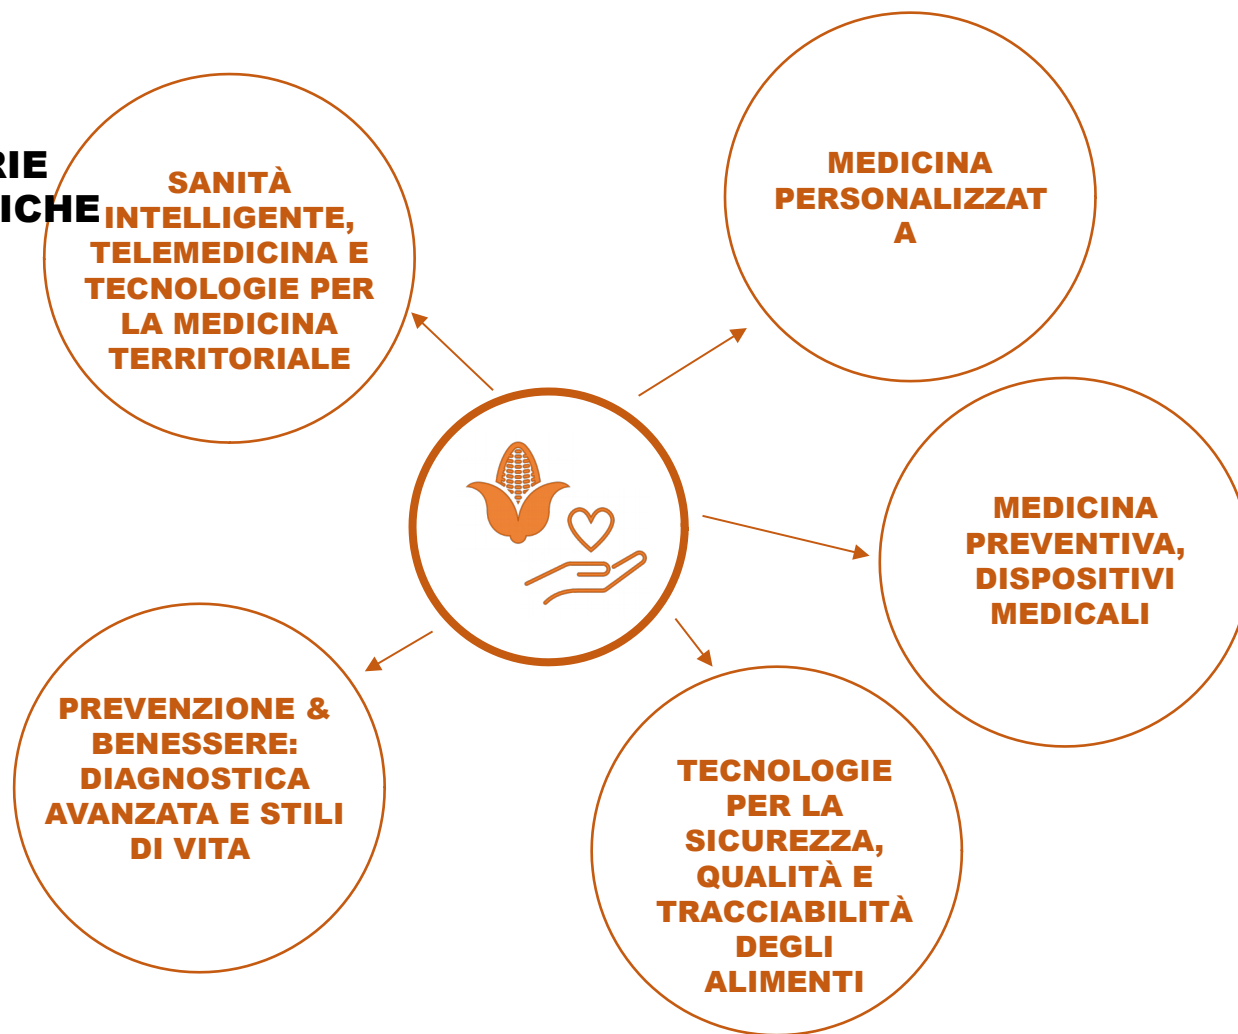 RIE
ICHE
SANITÀ
INTELLIGENTE,
TELEMEDICINA E
TECNOLOGIE PER
LA MEDICINA
TERRITORIALE
MEDICINA
PERSONALIZZAT
A
MEDICINA
PREVENTIVA,
DISPOSITIVI
MEDICALI
PREVENZIONE &
BENESSERE:
DIAGNOSTICA
AVANZATA E STILI
DI VITA
TECNOLOGIE
PER LA
SICUREZZA,
QUALITÀ E
TRACCIABILITÀ
DEGLI
ALIMENTI